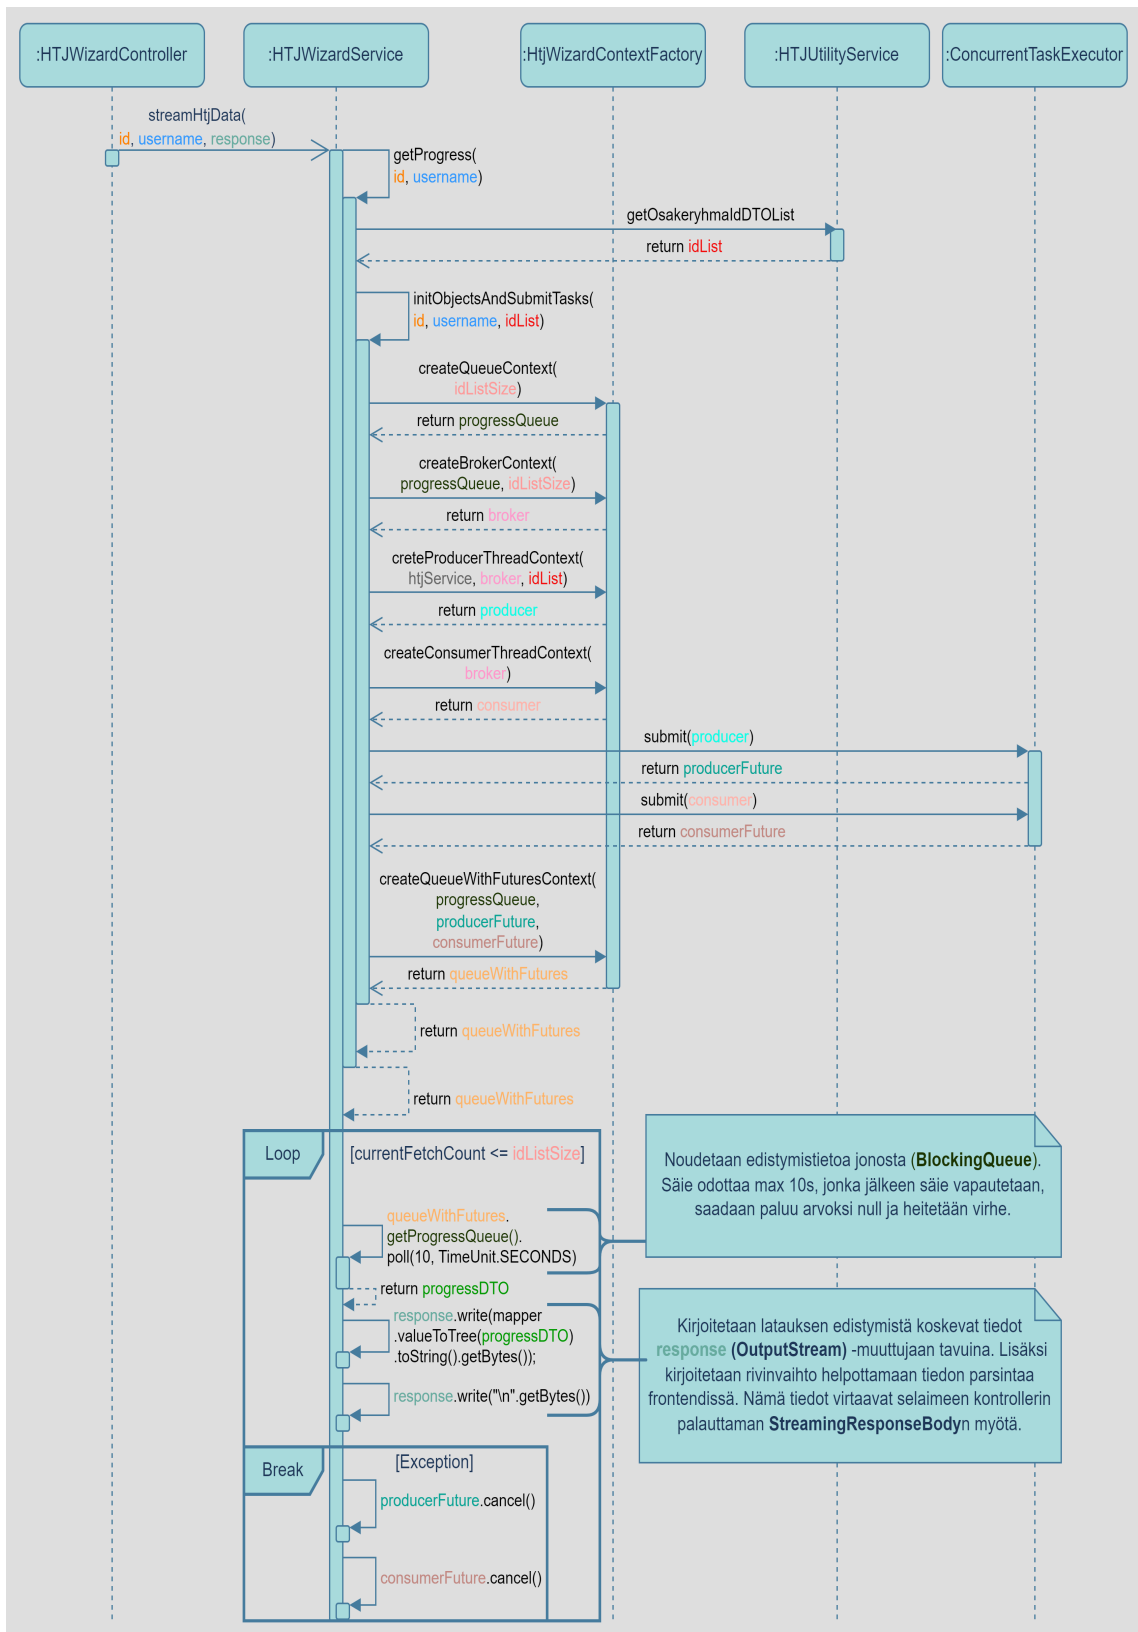 :HTJWizardController
:HTJWizardService
:HtjWizardContextFactory
:HTJUtilityService
:ConcurrentTaskExecutor
streamHtjData(
id, username, response)
getProgress(
id, username)
getOsakeryhmaIdDTOList
return idList
initObjectsAndSubmitTasks(
id, username, idList)
createQueueContext(
idListSize)
return progressQueue
createBrokerContext(
progressQueue, idListSize)
return broker
creteProducerThreadContext(
htjService, broker, idList)
return producer
createConsumerThreadContext(
broker)
return consumer
submit(producer)
return producerFuture
submit(consumer)
return consumerFuture
createQueueWithFuturesContext(
progressQueue,
producerFuture,
consumerFuture)
return queueWithFutures
return queueWithFutures
return queueWithFutures
Loop
[currentFetchCount <= idListSize]
Noudetaan edistymistietoa jonosta (BlockingQueue).
Säie odottaa max 10s, jonka jälkeen säie vapautetaan,
saadaan paluu arvoksi null ja heitetään virhe.
queueWithFutures.
getProgressQueue().
poll(10, TimeUnit.SECONDS)
return progressDTO
response.write(mapper
.valueToTree(progressDTO)
.toString().getBytes());
response.write("\n".getBytes())
Kirjoitetaan latauksen edistymistä koskevat tiedot
response (OutputStream) -muuttujaan tavuina. Lisäksi
kirjoitetaan rivinvaihto helpottamaan tiedon parsintaa
frontendissä. Nämä tiedot virtaavat selaimeen kontrollerin
palauttaman StreamingResponseBodyn myötä.
Break
[Exception]
producerFuture.cancel()
consumerFuture.cancel()